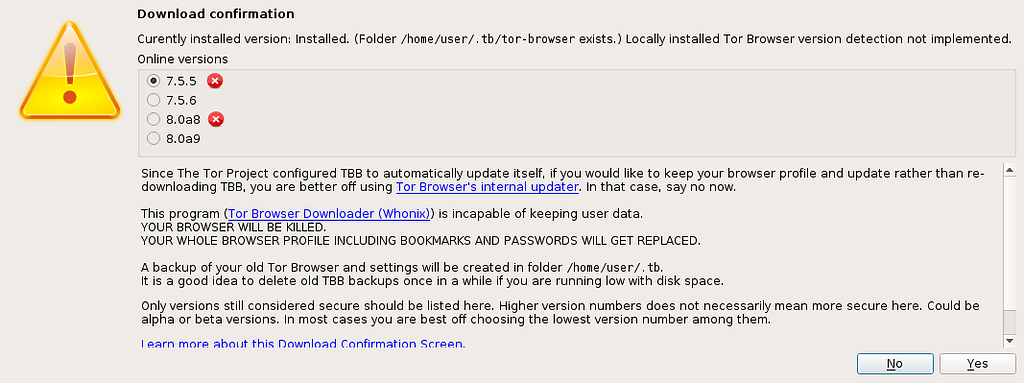 Download confirmation
Curently installed version: Installed. (Folder /home/user/.tb/tor-browser exists.) Locally installed Tor Browser version detection not implemented.
Online versions
7.5.5
7.5.6
8.0a8
8.0a9
Since The Tor Project configured TBB to automatically update itself, if you would like to keep your browser profile and update rather than re-
downloading TBB, you are better off using Tor Browser's internal updater. In that case, say no now.
This program (Tor Browser Downloader (Whonix)) is incapable of keeping user data.
YOUR BROWSER WILL BE KILLED.
YOUR WHOLE BROWSER PROFILE INCLUDING BOOKMARKS AND PASSWORDS WILL GET REPLACED.
A backup of your old Tor Browser and settings will be created in folder /home/user/.tb.
It is a good idea to delete old TBB backups once in a while if you are running low with disk space.
Only versions still considered secure should be listed here. Higher version numbers does not necessarily mean more secure here. Could be
alpha or beta versions. In most cases you are best off choosing the lowest version number among them.
Learn more about this Download Confirmation Screen.
No Yes